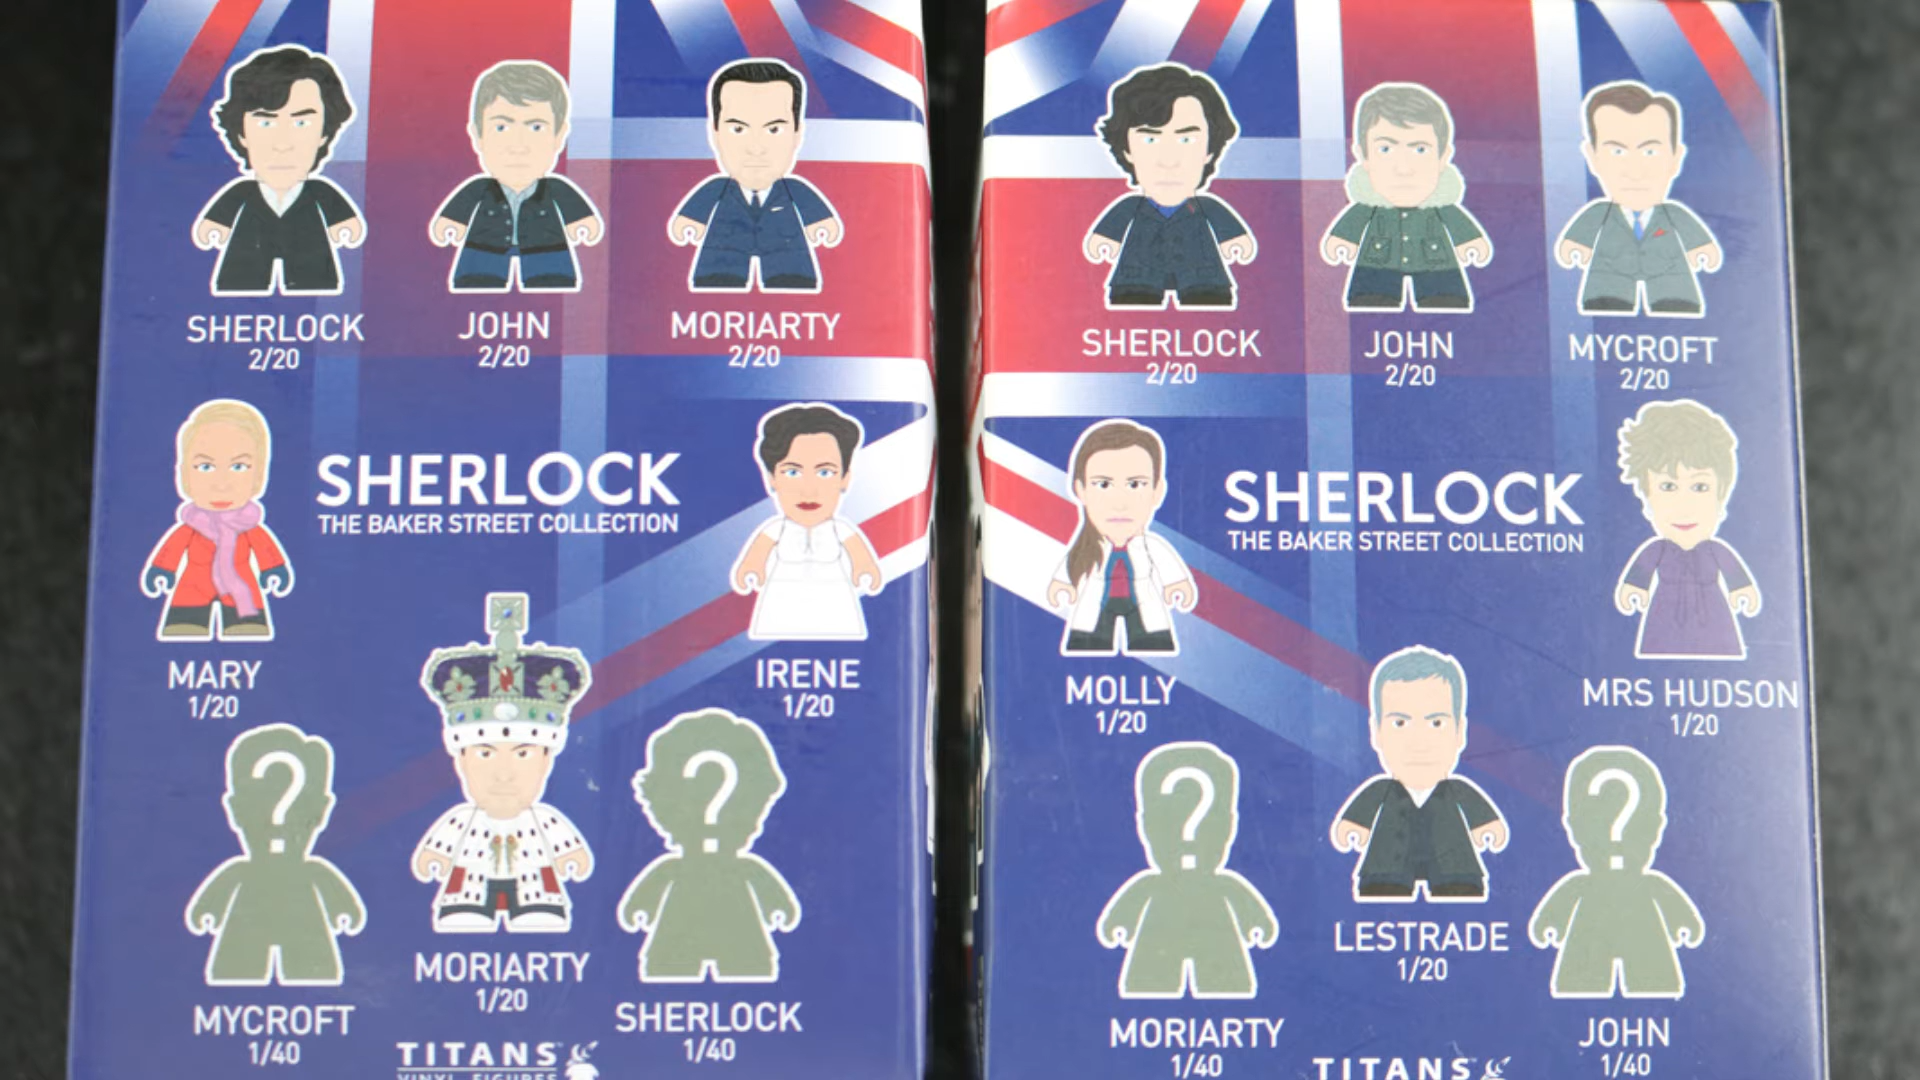 SHERLOCK
2/20
JOHN
2/20
MORIARTY
2/20
MARY
1/20
SHERLOCK
THE BAKER STREET COLLECTION
IRENE
1/20
?
?
MYCROFT
1/40
MORIARTY
1/20
SHERLOCK
1/40
TITANS
VINYL FIGURES
SHERLOCK
2/20
JOHN
2/20
MYCROFT
2/20
MOLLY
1/20
SHERLOCK
THE BAKER STREET COLLECTION
MRS HUDSON
1/20
?
?
LESTRADE
1/20
MORIARTY
1/40
JOHN
1/40
TITANS